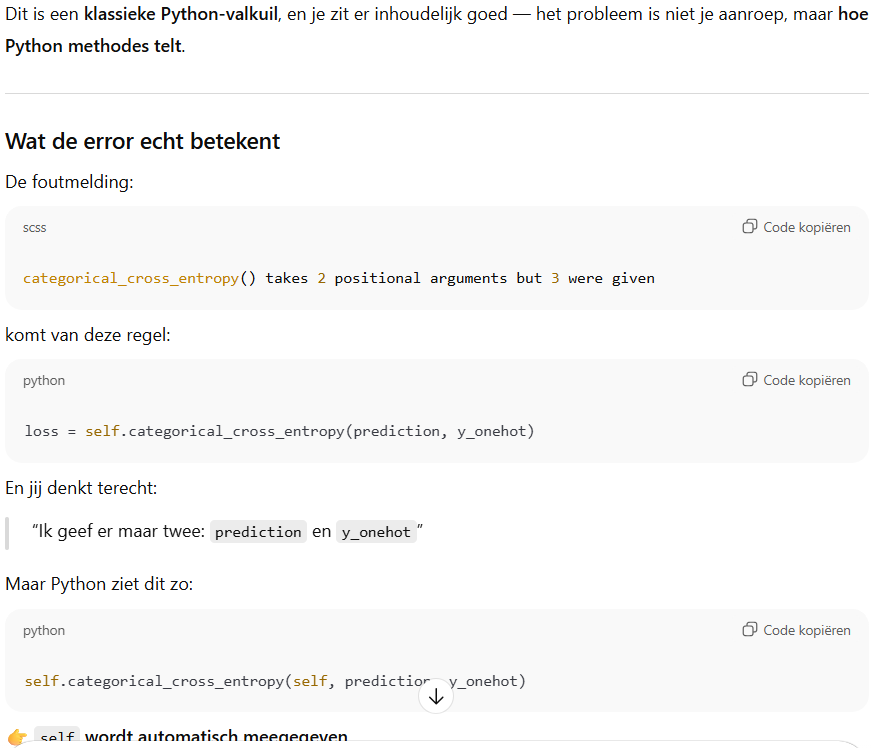 Dit is een klassieke Python-valkuil, en je zit er inhoudelijk goed — het probleem is niet je aanroep, maar hoe
Python methodes telt.
Wat de error echt betekent
De foutmelding:
scss
Code kopiëren
categorical_cross_entropy() takes 2 positional arguments but 3 were given
komt van deze regel:
python
Code kopiëren
loss = self.categorical_cross_entropy(prediction, y_onehot)
En jij denkt terecht:
“Ik geef er maar twee: prediction en y_onehot”
Maar Python ziet dit zo:
python
Code kopiëren
self.categorical_cross_entropy(self, prediction, y_onehot)
👉 self wordt automatisch meegegeven